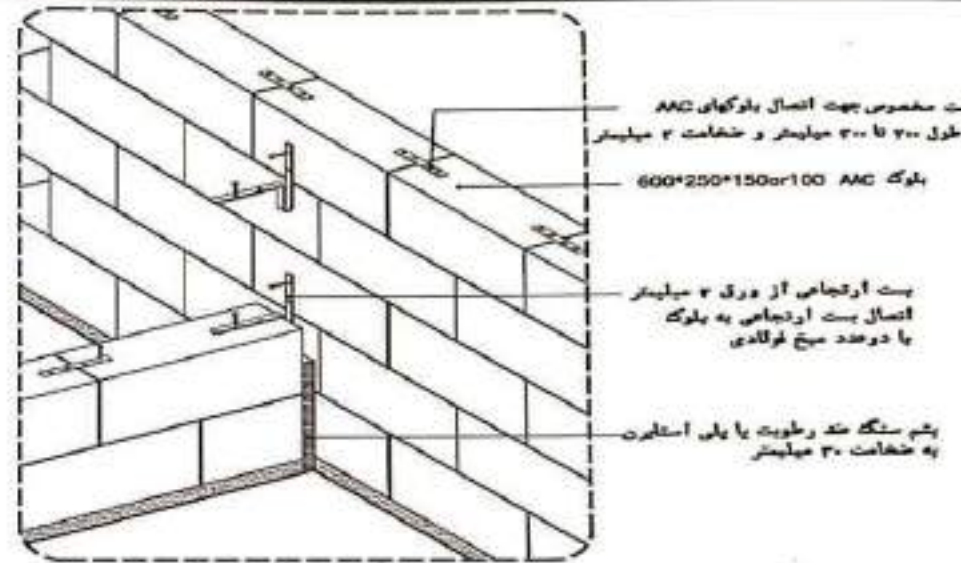 مخصوص جهت اتصال بلوکهای AAC
طول ۲۰۰ تا ۳۰۰ میلیمتر و ضخامت ۲ میلیمتر
بلوک AAC 600*250*150or100
بست ارتجاعی از ورق ۲ میلیمتر
اتصال بست ارتجاعی به بلوک
با دوعدد میخ فولادی
پشم سنگ ضد رطوبت یا پلی استایرن
به ضخامت ۳۰ میلیمتر